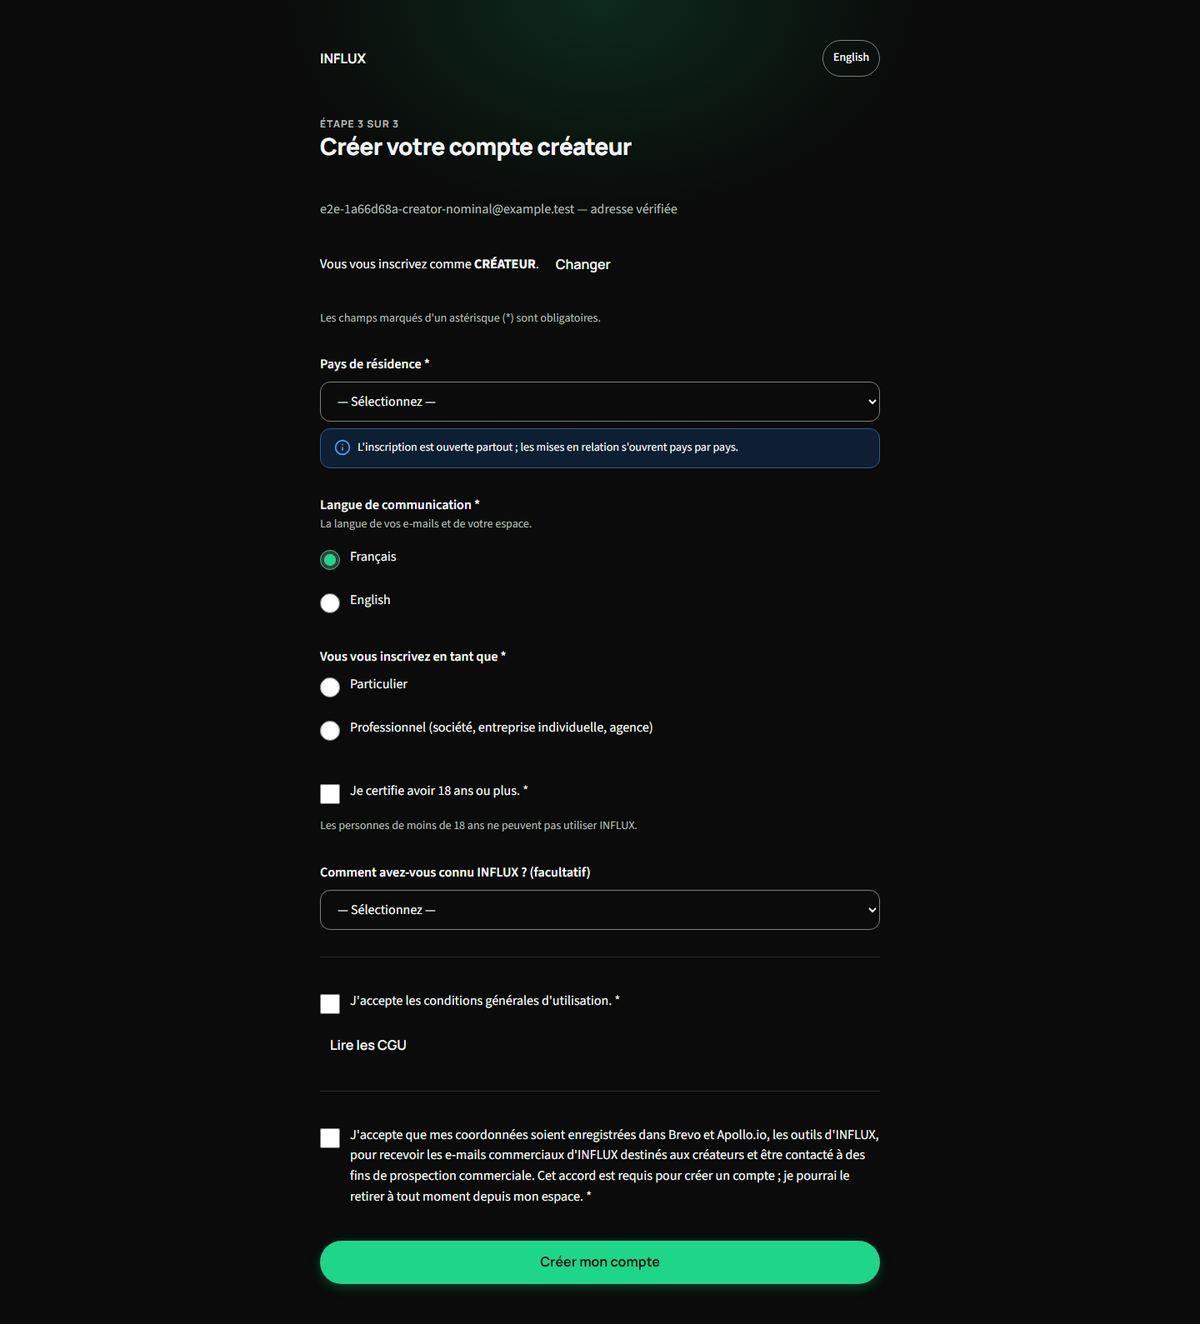 INFLUX
English
ÉTAPE 3 SUR 3
Créer votre compte créateur
e2e-1a66d68a-creator-nominal@example.test — adresse vérifiée
Vous vous inscrivez comme CRÉATEUR. Changer
Les champs marqués d'un astérisque (*) sont obligatoires.
Pays de résidence *
— Sélectionnez —
L'inscription est ouverte partout ; les mises en relation s'ouvrent pays par pays.
Langue de communication *
La langue de vos e-mails et de votre espace.
Français
English
Vous vous inscrivez en tant que *
Particulier
Professionnel (société, entreprise individuelle, agence)
Je certifie avoir 18 ans ou plus. *
Les personnes de moins de 18 ans ne peuvent pas utiliser INFLUX.
Comment avez-vous connu INFLUX ? (facultatif)
— Sélectionnez —
J'accepte les conditions générales d'utilisation. *
Lire les CGU
J'accepte que mes coordonnées soient enregistrées dans Brevo et Apollo.io, les outils d'INFLUX,
pour recevoir les e-mails commerciaux d'INFLUX destinés aux créateurs et être contacté à des
fins de prospection commerciale. Cet accord est requis pour créer un compte ; je pourrai le
retirer à tout moment depuis mon espace. *
Créer mon compte